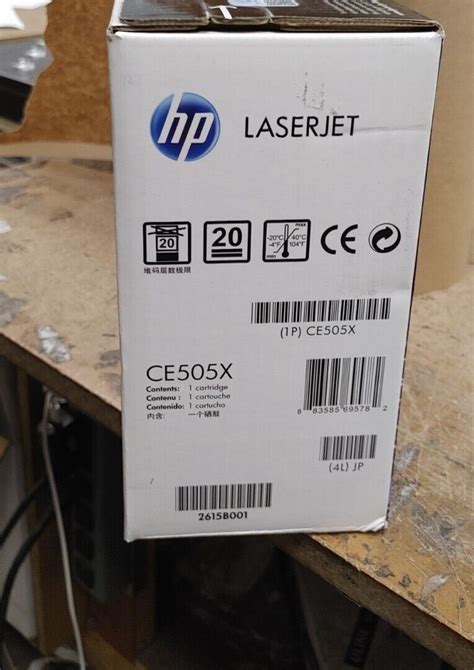 hp LASERJET
20
20
-20°C
-4°F
min
max
40°C
104°F
CE
堆码层数极限
(1P) CE505X
CE505X
Contents: 1 cartridge
Contenu : 1 cartouche
Contenido: 1 cartucho
内含: 一个硒鼓
8 83585 69578 2
(4L) JP
2615B001